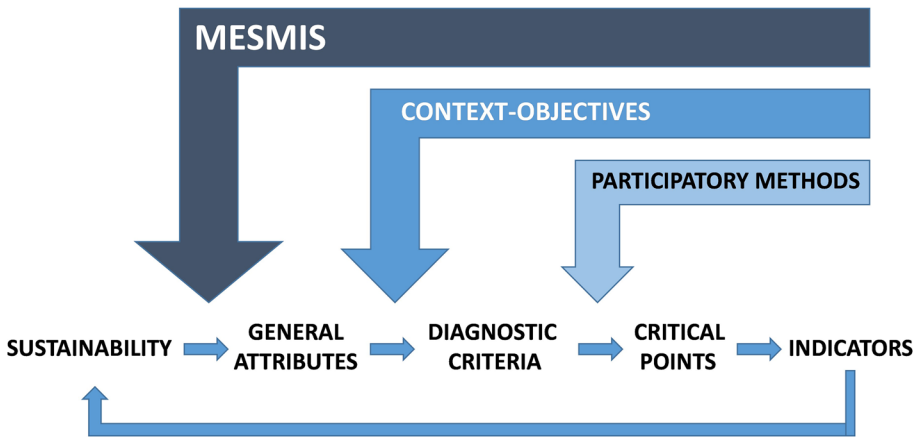 MESMIS
CONTEXT-OBJECTIVES
PARTICIPATORY METHODS
SUSTAINABILITY
GENERAL
ATTRIBUTES
DIAGNOSTIC
CRITERIA
CRITICAL
POINTS
INDICATORS